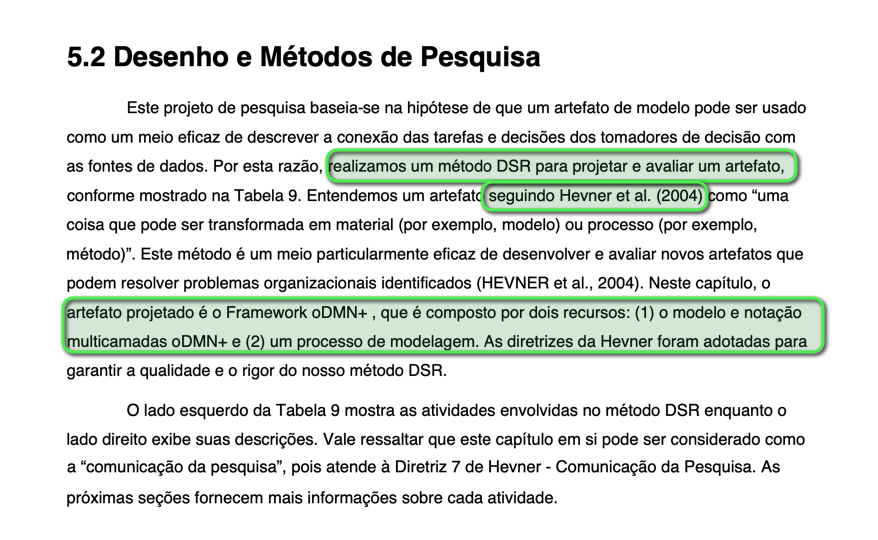 5.2 Desenho e Métodos de Pesquisa
Este projeto de pesquisa baseia-se na hipótese de que um artefato de modelo pode ser usado
como um meio eficaz de descrever a conexão das tarefas e decisões dos tomadores de decisão com
as fontes de dados. Por esta razão, realizamos um método DSR para projetar e avaliar um artefato,
conforme mostrado na Tabela 9. Entendemos um artefato seguindo Hevner et al. (2004) como “uma
coisa que pode ser transformada em material (por exemplo, modelo) ou processo (por exemplo,
método)”. Este método é um meio particularmente eficaz de desenvolver e avaliar novos artefatos que
podem resolver problemas organizacionais identificados (HEVNER et al., 2004). Neste capítulo, o
artefato projetado é o Framework oDMN+ , que é composto por dois recursos: (1) o modelo e notação
multicamadas oDMN+ e (2) um processo de modelagem. As diretrizes da Hevner foram adotadas para
garantir a qualidade e o rigor do nosso método DSR.
O lado esquerdo da Tabela 9 mostra as atividades envolvidas no método DSR enquanto o
lado direito exibe suas descrições. Vale ressaltar que este capítulo em si pode ser considerado como
a “comunicação da pesquisa”, pois atende à Diretriz 7 de Hevner - Comunicação da Pesquisa. As
próximas seções fornecem mais informações sobre cada atividade.